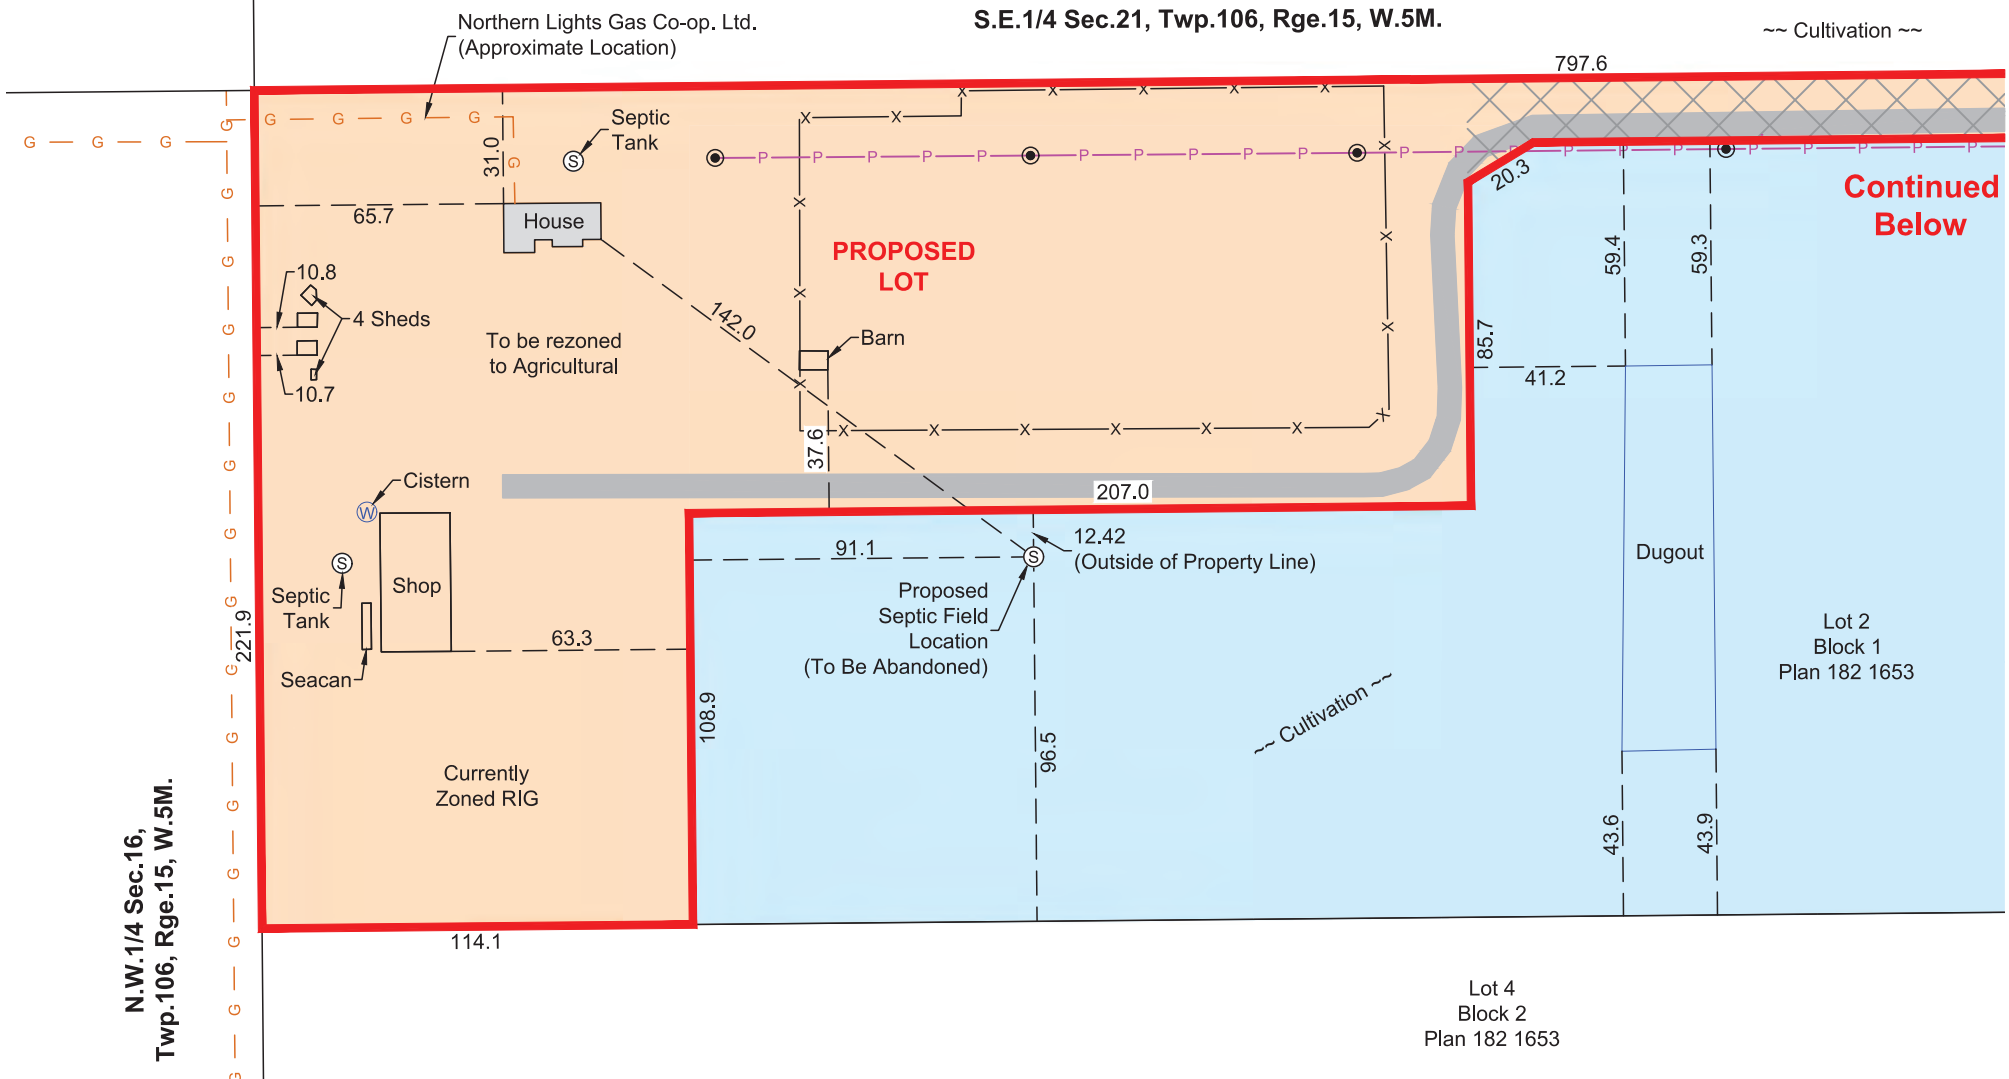 Northern Lights Gas Co-op. Ltd.
(Approximate Location)
S.E.1/4 Sec.21, Twp.106, Rge.15, W.5M.
~~ Cultivation ~~
797.6
G G G G G G G G
Septic
Tank
S
31.0
65.7
House
P P P P P P P P P P P P P P P P P P P P
X X X X X X X
20.3
Continued
Below
59.4
59.3
PROPOSED
LOT
10.8
4 Sheds
10.7
To be rezoned
to Agricultural
142.0
Barn
85.7
41.2
37.6
X X X X X X
207.0
Cistern
W
S
Septic
Tank
Shop
Seacan
63.3
221.9
91.1
12.42
(Outside of Property Line)
S
Proposed
Septic Field
Location
(To Be Abandoned)
Dugout
Lot 2
Block 1
Plan 182 1653
108.9
96.5
~~ Cultivation ~~
43.6
43.9
Currently
Zoned RIG
N.W.1/4 Sec.16,
Twp.106, Rge.15, W.5M.
114.1
Lot 4
Block 2
Plan 182 1653